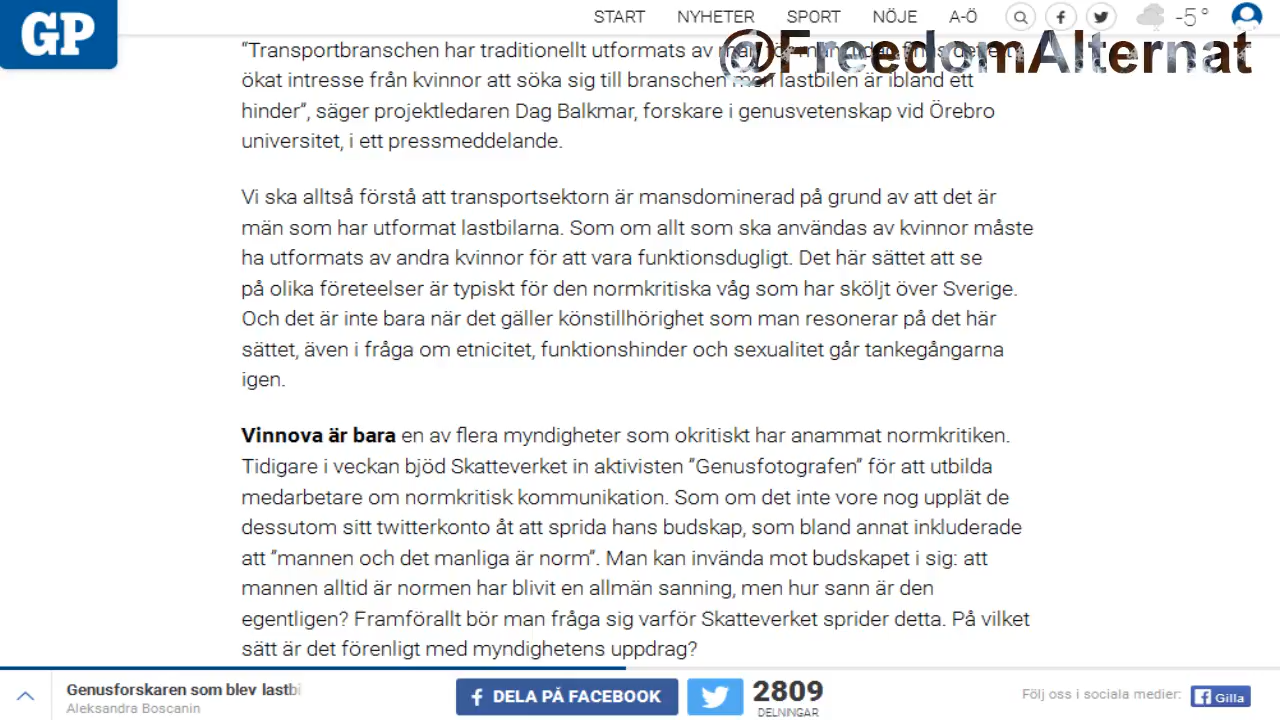 GP
START NYHETER SPORT NÖJE A-Ö -5°
@FreedomAlternat
"Transportbranschen har traditionellt utformats av män för män. Idag finns det ett
ökat intresse från kvinnor att söka sig till branschen men lastbilen är ibland ett
hinder", säger projektledaren Dag Balkmar, forskare i genusvetenskap vid Örebro
universitet, i ett pressmeddelande.
Vi ska alltså förstå att transportsektorn är mansdominerad på grund av att det är
män som har utformat lastbilarna. Som om allt som ska användas av kvinnor måste
ha utformats av andra kvinnor för att vara funktionsdugligt. Det här sättet att se
på olika företeelser är typiskt för den normkritiska våg som har sköljt över Sverige.
Och det är inte bara när det gäller könstillhörighet som man resonerar på det här
sättet, även i fråga om etnicitet, funktionshinder och sexualitet går tankegångarna
igen.
Vinnova är bara en av flera myndigheter som okritiskt har anammat normkritiken.
Tidigare i veckan bjöd Skatteverket in aktivisten "Genusfotografen" för att utbilda
medarbetare om normkritisk kommunikation. Som om det inte vore nog upplät de
dessutom sitt twitterkonto åt att sprida hans budskap, som bland annat inkluderade
att "mannen och det manliga är norm". Man kan invända mot budskapet i sig: att
mannen alltid är normen har blivit en allmän sanning, men hur sann är den
egentligen? Framförallt bör man fråga sig varför Skatteverket sprider detta. På vilket
sätt är det förenligt med myndighetens uppdrag?
Genusforskaren som blev lastbi
Aleksandra Boscanin
DELA PÅ FACEBOOK
2809
DELNINGAR
Följ oss i sociala medier:
Gilla